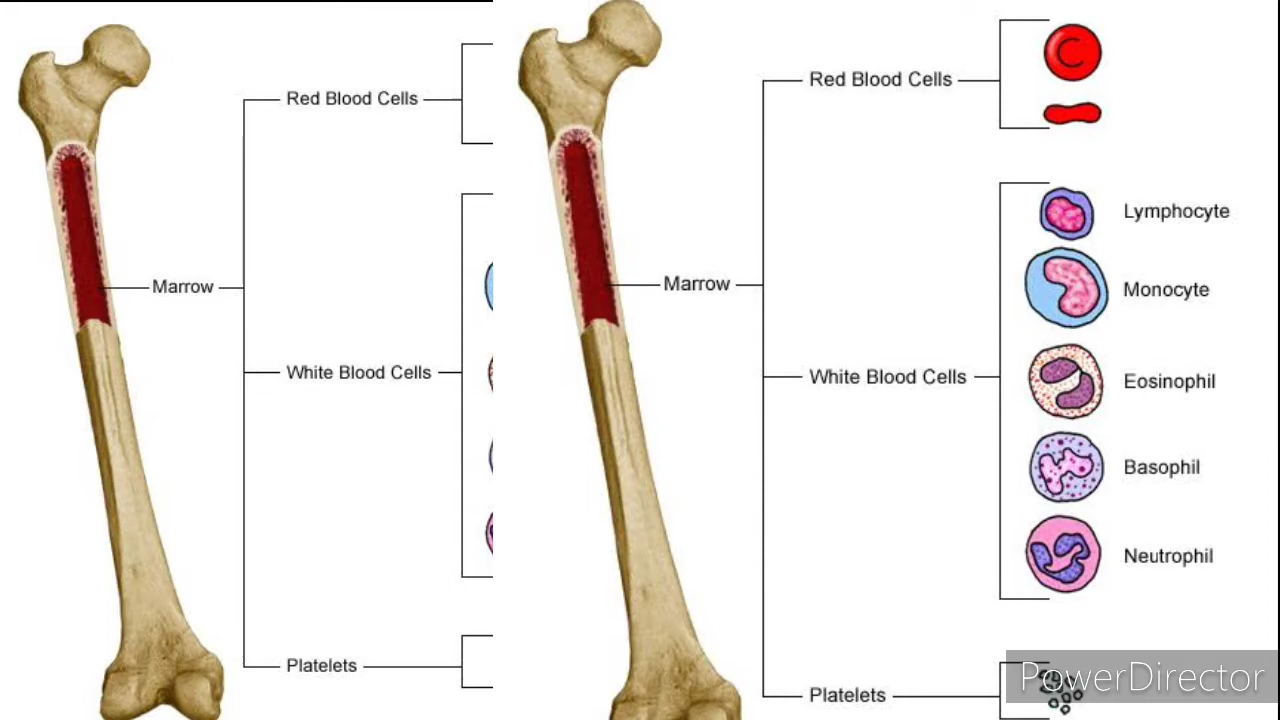 Red Blood Cells
Marrow
White Blood Cells
Platelets
Red Blood Cells
Marrow
White Blood Cells
Lymphocyte
Monocyte
Eosinophil
Basophil
Neutrophil
Platelets
PowerDirector